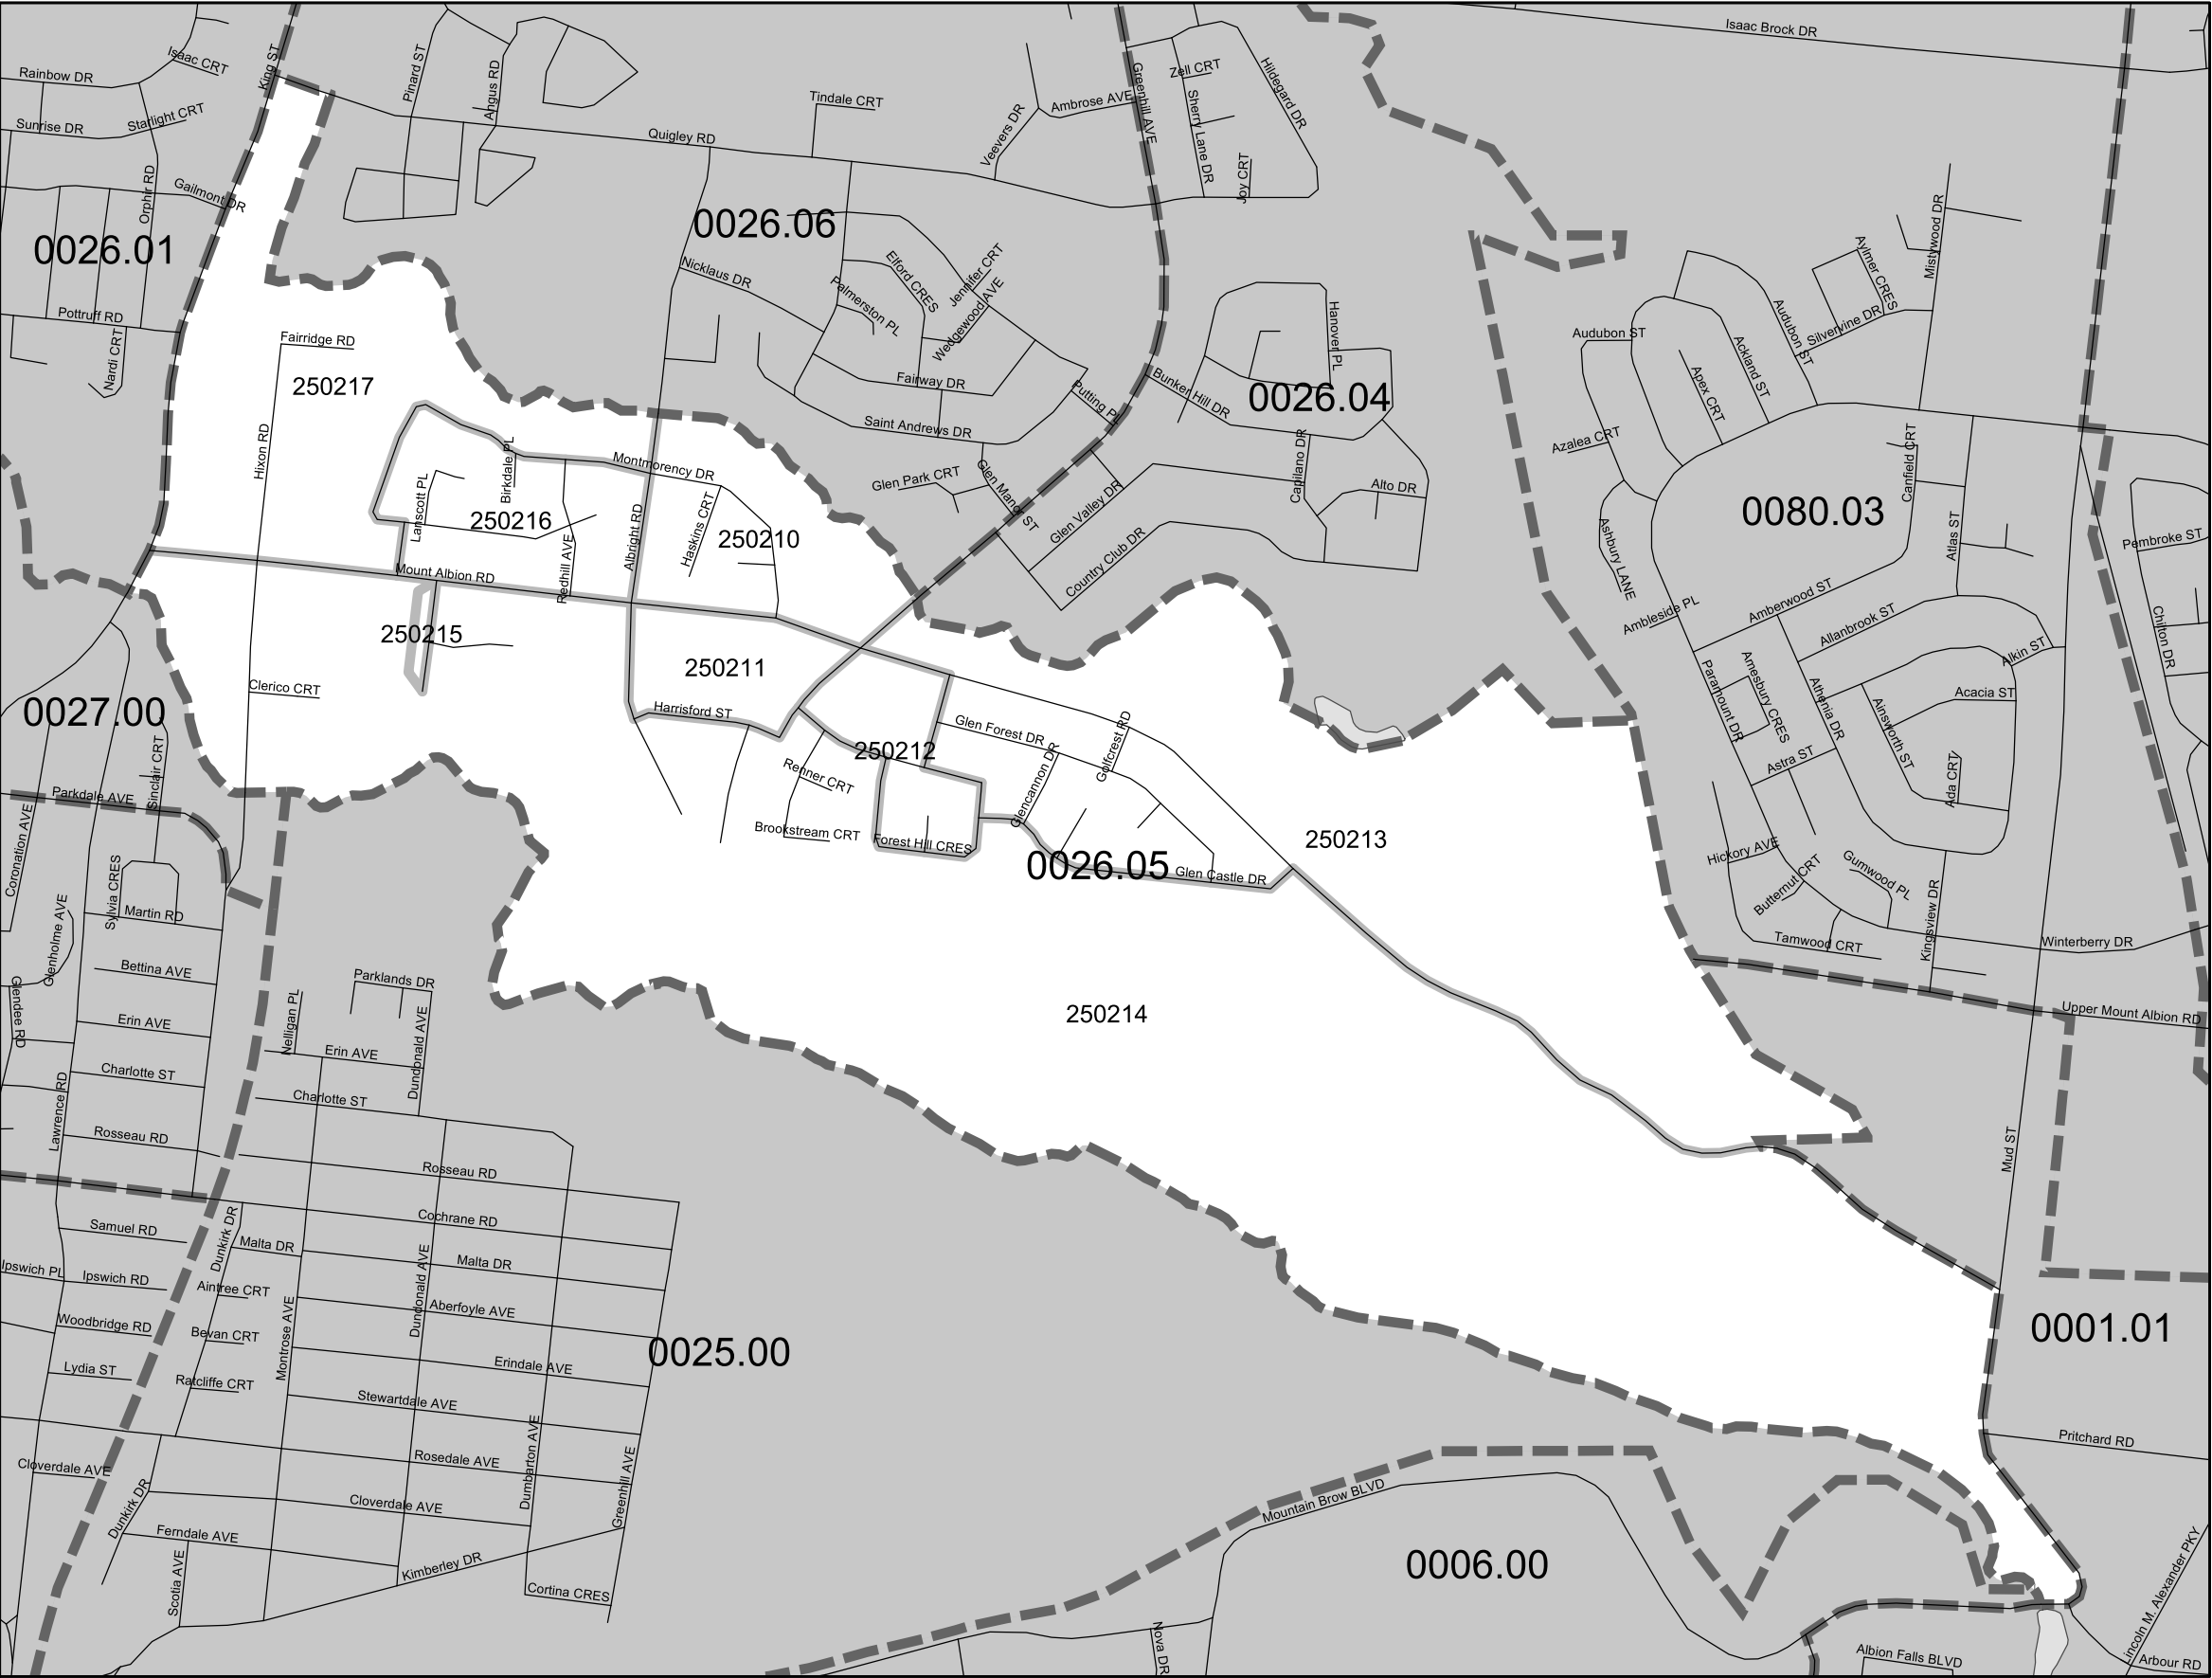 Isaac Brock DR
Isaac CRT
King ST
Pinard ST
Angus RD
Rainbow DR
Sunrise DR
Starlight CRT
Tindale CRT
Quigley RD
Veevers DR
Ambrose AVE
Greenhill AVE
Zell CRT
Sherry Lane DR
Hildegard DR
Joy CRT
Orphir RD
Gailmont DR
0026.01
0026.06
Pottruff RD
Nardi CRT
Nicklaus DR
Palmerston PL
Elford CRES
Jennifer CRT
Wedgewood AVE
Fairway DR
Saint Andrews DR
Putting PL
Bunker Hill DR
Hanover PL
0026.04
Capilano DR
Alto DR
Glen Park CRT
Glen Manor ST
Glen Valley DR
Country Club DR
Mistywood DR
Aylmer CRES
Silvervine DR
Audubon ST
Audubon ST
Ackland ST
Apex CRT
Azalea CRT
Ashbury LANE
0080.03
Canfield CRT
Atlas ST
Pembroke ST
Chilton DR
Ambleside PL
Amberwood ST
Allanbrook ST
Alkin ST
Paramount DR
Amesbury CRES
Athenia DR
Ainsworth ST
Acacia ST
Astra ST
Ada CRT
Hickory AVE
Butternut CRT
Gumwood PL
Kingsview DR
Tamwood CRT
Winterberry DR
Upper Mount Albion RD
Mud ST
Fairridge RD
250217
Hixon RD
Lanscott PL
Birkdale PL
250216
Montmorency DR
Albright RD
Haskins CRT
250210
Redhill AVE
Mount Albion RD
250215
250211
Clerico CRT
Harrisford ST
250212
Renner CRT
Brookstream CRT
Forest Hill CRES
Glen Forest DR
Glencannon DR
Golfcrest RD
250213
0026.05
Glen Castle DR
250214
0027.00
Sinclair CRT
Parkdale AVE
Coronation AVE
Sylvia CRES
Martin RD
Glenholme AVE
Bettina AVE
Glendee RD
Erin AVE
Charlotte ST
Lawrence RD
Rosseau RD
Parklands DR
Nelligan PL
Erin AVE
Dundonald AVE
Charlotte ST
Rosseau RD
Cochrane RD
Samuel RD
Dunkirk DR
Malta DR
Malta DR
Ipswich PL
Ipswich RD
Aintree CRT
Dundonald AVE
Aberfoyle AVE
Woodbridge RD
Bevan CRT
Montrose AVE
0025.00
Erindale AVE
Lydia ST
Ratcliffe CRT
Stewartdale AVE
Rosedale AVE
Dumbarton AVE
Greenhill AVE
Cloverdale AVE
Cloverdale AVE
Dunkirk DR
Ferndale AVE
Scotia AVE
Kimberley DR
Cortina CRES
Mountain Brow BLVD
0006.00
Nova DR
0001.01
Pritchard RD
Lincoln M. Alexander PKY
Albion Falls BLVD
Arbour RD